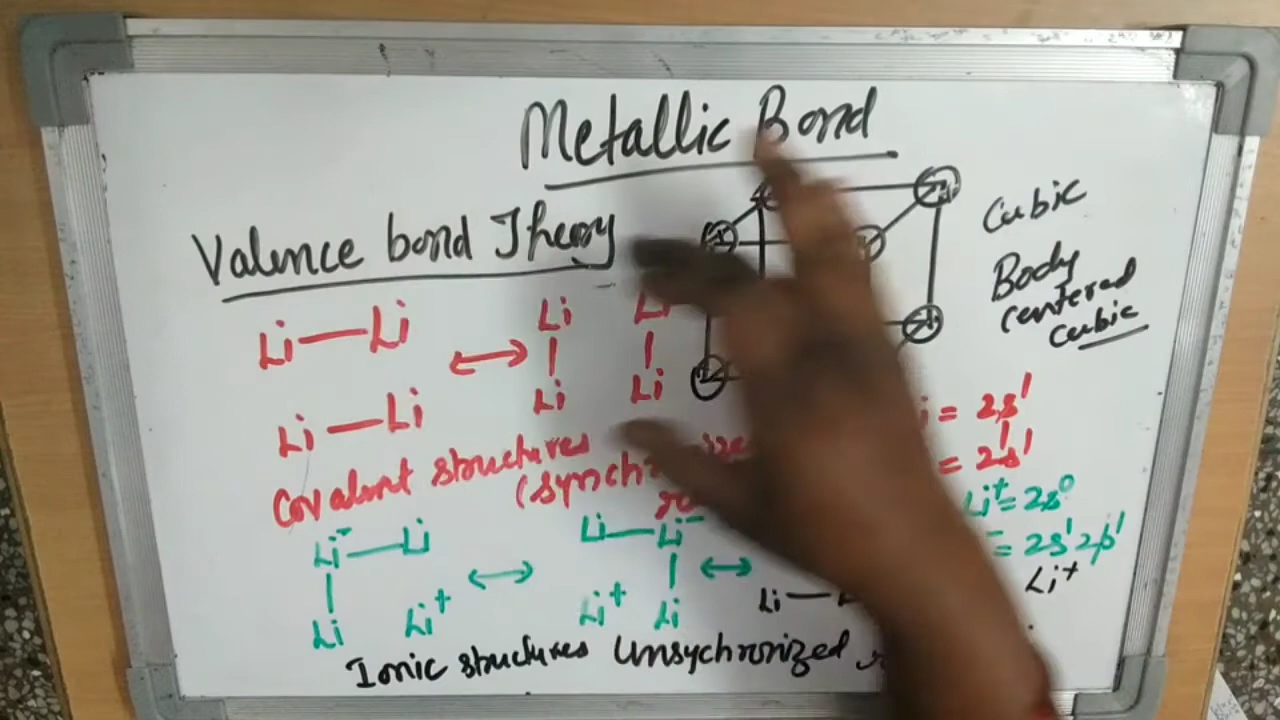 Metallic Bond
Valence bond Theory
Cubic
Body
centered
cubic
Li—Li ↔ Li Li
Li Li
Li—Li
= 2s¹
= 2s¹
Covalent structures
Li⁺= 2s⁰
= 2s¹2p¹
Li⁻—Li
Li Li⁺
↔
Li—Li⁻
Li⁺ Li
↔
Li—
Li⁺
Ionic structures Unsychronized